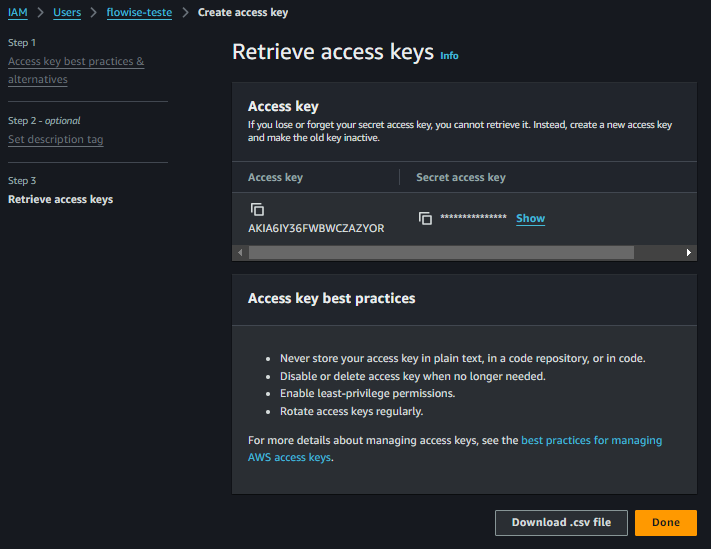 IAM > Users > flowise-teste > Create access key
Step 1
Access key best practices &
alternatives
Step 2 - optional
Set description tag
Step 3
Retrieve access keys
Retrieve access keys Info
Access key
If you lose or forget your secret access key, you cannot retrieve it. Instead, create a new access key
and make the old key inactive.
Access key
Secret access key
AKIA6IY36FWBWCZAZYOR
*************** Show
Access key best practices
• Never store your access key in plain text, in a code repository, or in code.
• Disable or delete access key when no longer needed.
• Enable least-privilege permissions.
• Rotate access keys regularly.
For more details about managing access keys, see the best practices for managing
AWS access keys.
Download .csv file
Done